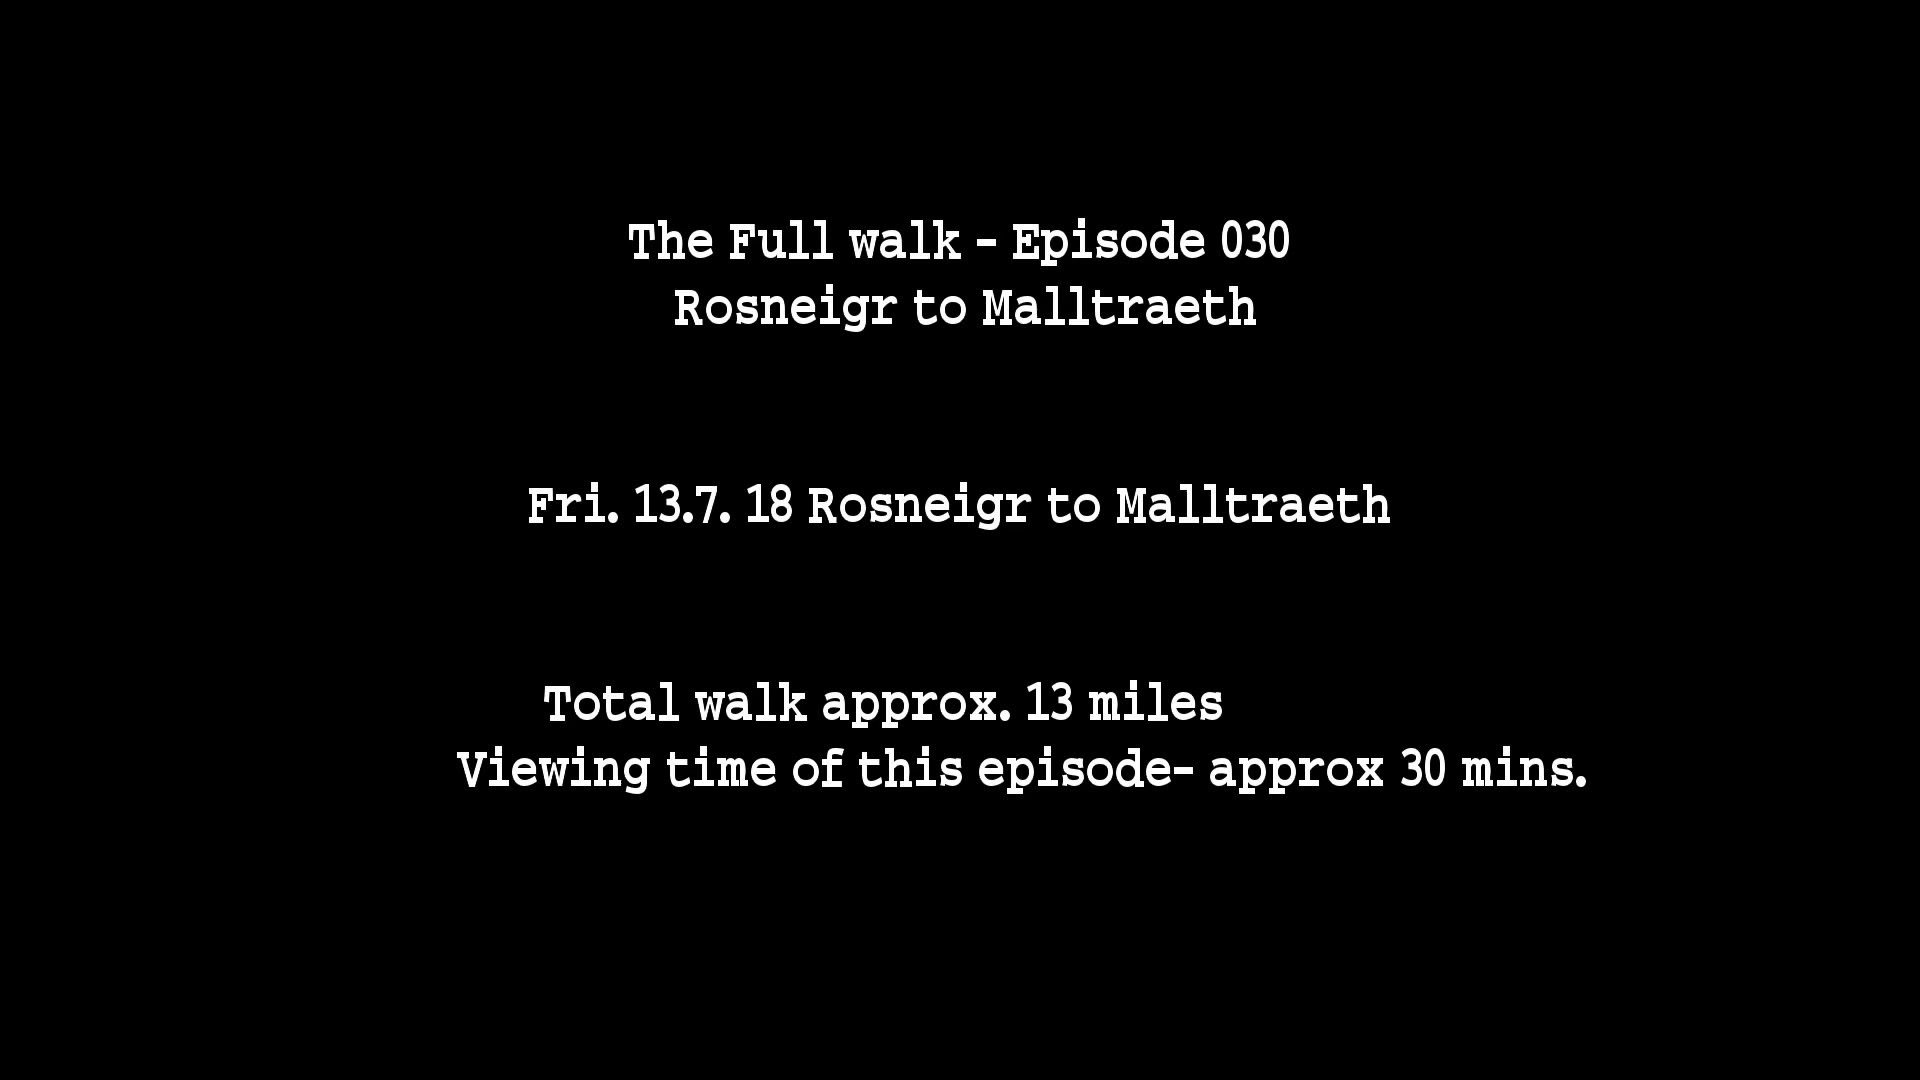 The Full walk - Episode 030
Rosneigr to Malltraeth
Fri. 13.7. 18 Rosneigr to Malltraeth
Total walk approx. 13 miles
Viewing time of this episode- approx 30 mins.